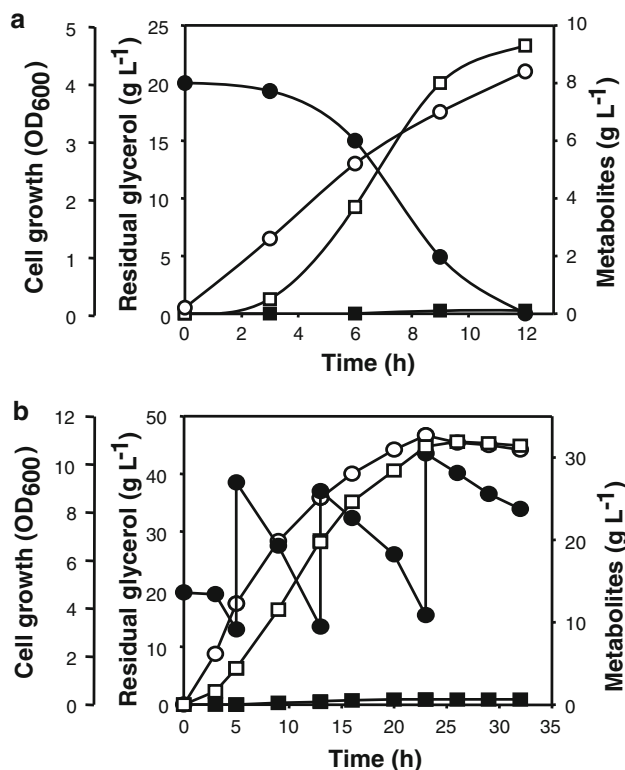 a
Cell growth (OD600)
5
4
3
2
1
0
Residual glycerol (g L-1)
25
20
15
10
5
0
Metabolites (g L-1)
10
8
6
4
2
0
0 2 4 6 8 10 12
Time (h)
b
Cell growth (OD600)
12
10
8
6
4
2
0
Residual glycerol (g L-1)
50
40
30
20
10
0
Metabolites (g L-1)
30
20
10
0
0 5 10 15 20 25 30 35
Time (h)